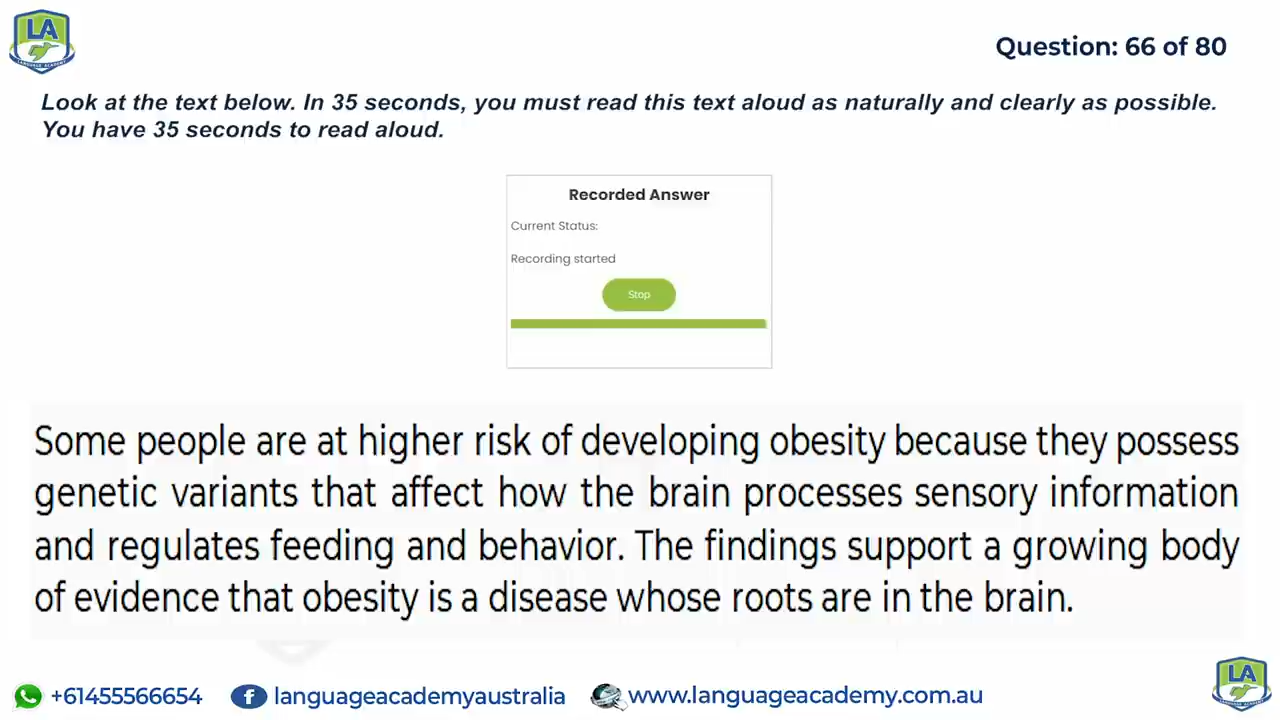 LA
LANGUAGE ACADEMY
Question: 66 of 80
Look at the text below. In 35 seconds, you must read this text aloud as naturally and clearly as possible.
You have 35 seconds to read aloud.
Recorded Answer
Current Status:
Recording started
Stop
Some people are at higher risk of developing obesity because they possess
genetic variants that affect how the brain processes sensory information
and regulates feeding and behavior. The findings support a growing body
of evidence that obesity is a disease whose roots are in the brain.
+61455566654
languageacademyaustralia
www.languageacademy.com.au
LA